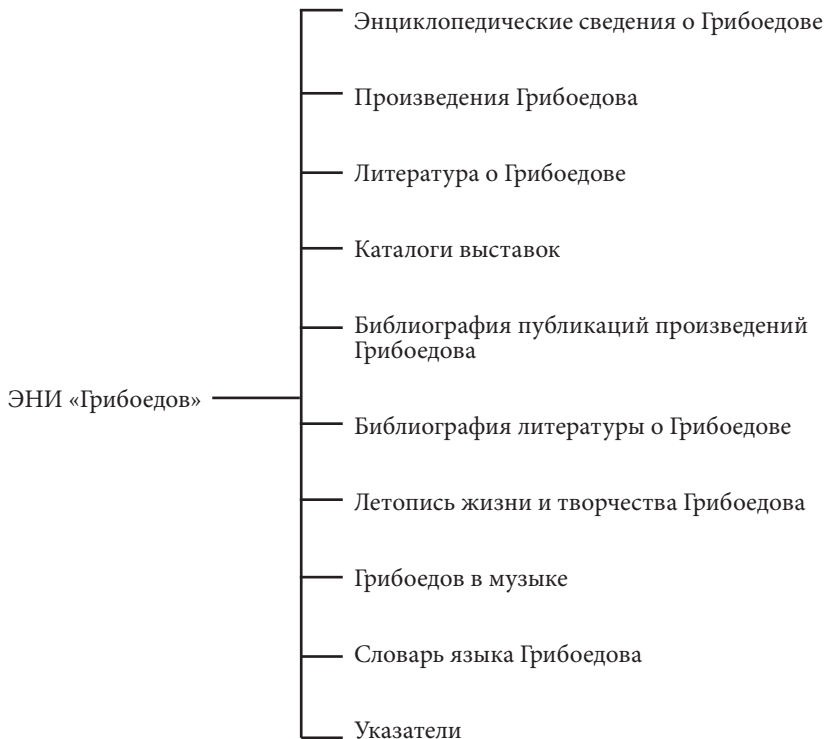 Энциклопедические сведения о Грибоедове
Произведения Грибоедова
Литература о Грибоедове
Каталоги выставок
Библиография публикаций произведений
Грибоедова
ЭНИ «Грибоедов»
Библиография литературы о Грибоедове
Летопись жизни и творчества Грибоедова
Грибоедов в музыке
Словарь языка Грибоедова
Указатели